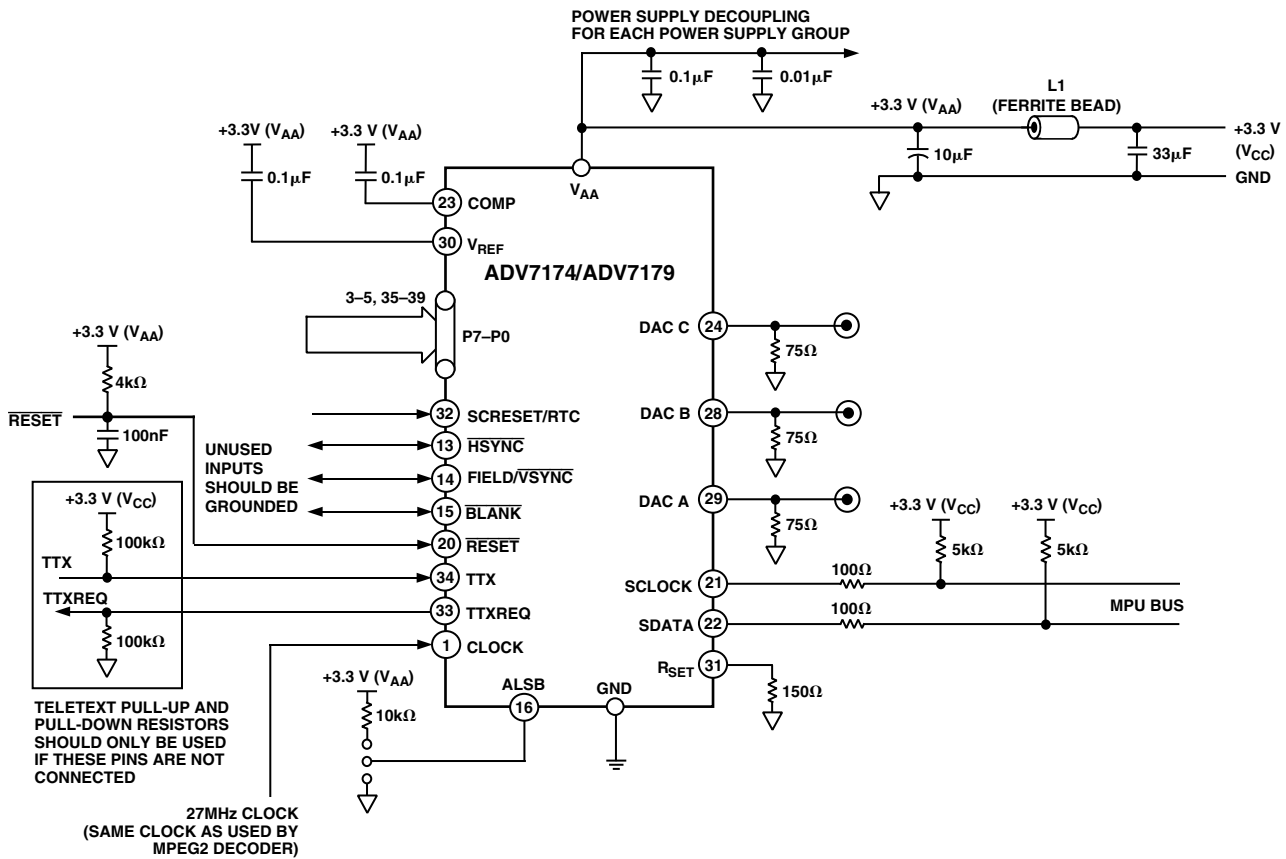 POWER SUPPLY DECOUPLING
FOR EACH POWER SUPPLY GROUP
0.1μF
0.01μF
L1
(FERRITE BEAD)
+3.3 V (VAA)
+3.3 V
(VCC)
10μF
33μF
GND
+3.3V (VAA)
+3.3 V (VAA)
0.1μF
0.1μF
VAA
23 COMP
30 VREF
ADV7174/ADV7179
3–5, 35–39
P7–P0
+3.3 V (VAA)
4kΩ
RESET
100nF
UNUSED
INPUTS
SHOULD BE
GROUNDED
32 SCRESET/RTC
13 HSYNC
14 FIELD/VSYNC
15 BLANK
20 RESET
34 TTX
33 TTXREQ
1 CLOCK
+3.3 V (VCC)
100kΩ
TTX
TTXREQ
100kΩ
TELETEXT PULL-UP AND
PULL-DOWN RESISTORS
SHOULD ONLY BE USED
IF THESE PINS ARE NOT
CONNECTED
27MHz CLOCK
(SAME CLOCK AS USED BY
MPEG2 DECODER)
+3.3 V (VAA)
10kΩ
ALSB
16
GND
DAC C 24
75Ω
DAC B 28
75Ω
DAC A 29
75Ω
+3.3 V (VCC)
+3.3 V (VCC)
5kΩ
5kΩ
SCLOCK 21
100Ω
MPU BUS
SDATA 22
100Ω
RSET 31
150Ω